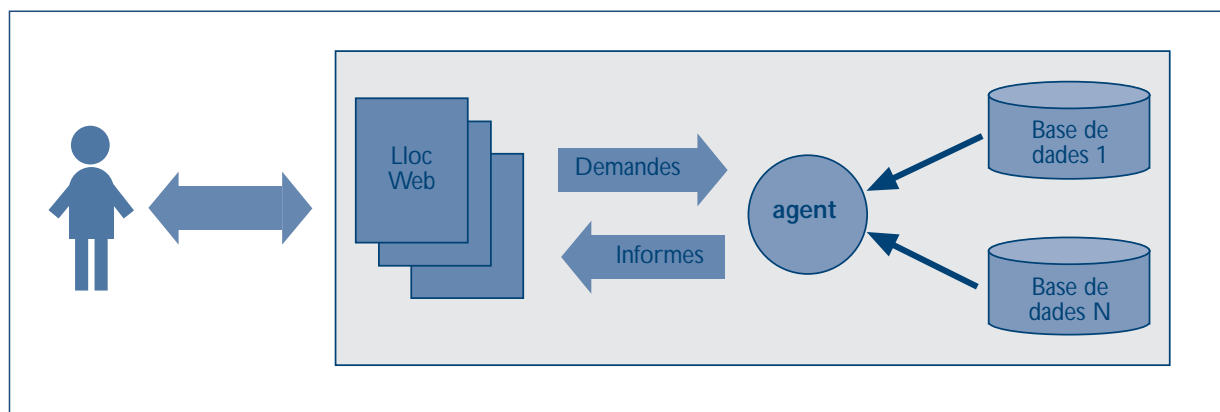 Lloc
Web
Demandes
Informes
agent
Base de
dades 1
Base de
dades N